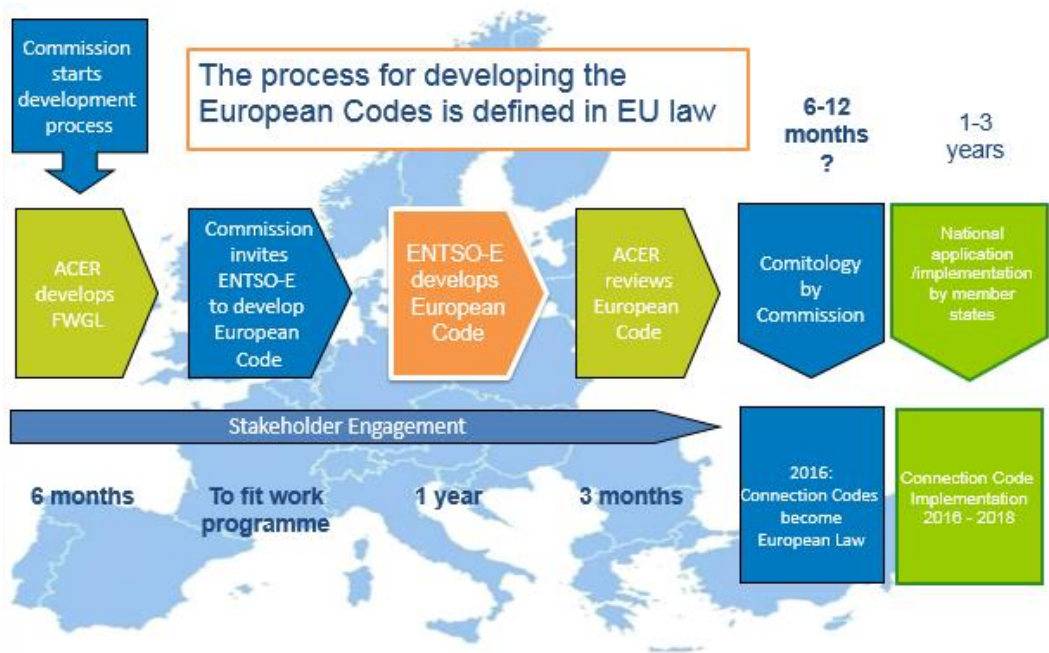 Commission
starts
development
process
The process for developing the
European Codes is defined in EU law
6-12
months
?
1-3
years
ACER
develops
FWGL
Commission
invites
ENTSO-E
to develop
European
Code
ENTSO-E
develops
European
Code
ACER
reviews
European
Code
Comitology
by
Commission
National
application
/implementation
by member
states
Stakeholder Engagement
6 months
To fit work
programme
1 year
3 months
2016:
Connection Codes
become
European Law
Connection Code
Implementation
2016 - 2018